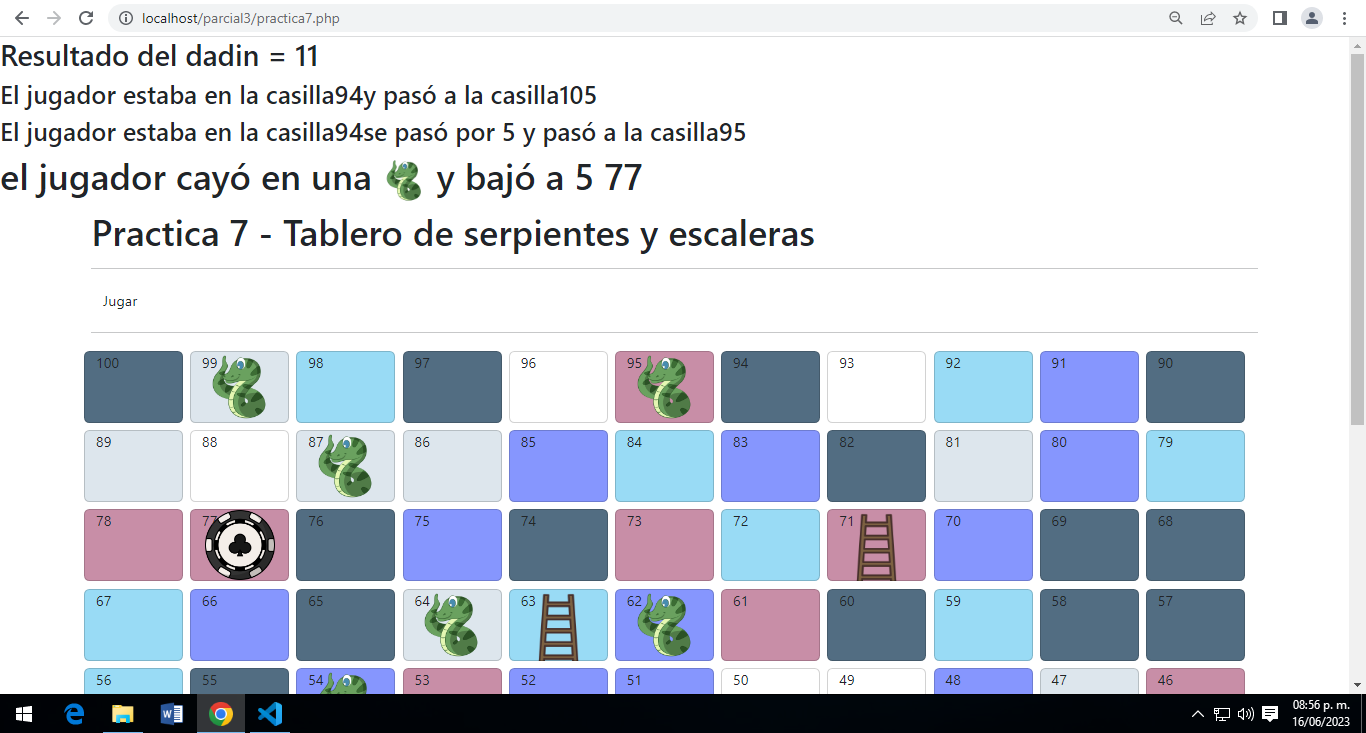 localhost/parcial3/practica7.php
Resultado del dadin = 11
El jugador estaba en la casilla94y pasó a la casilla105
El jugador estaba en la casilla94se pasó por 5 y pasó a la casilla95
el jugador cayó en una y bajó a 5 77
Practica 7 - Tablero de serpientes y escaleras
Jugar
100 99 98 97 96 95 94 93 92 91 90
89 88 87 86 85 84 83 82 81 80 79
78 77 76 75 74 73 72 71 70 69 68
67 66 65 64 63 62 61 60 59 58 57
56 55 54 53 52 51 50 49 48 47 46
08:56 p. m.
16/06/2023